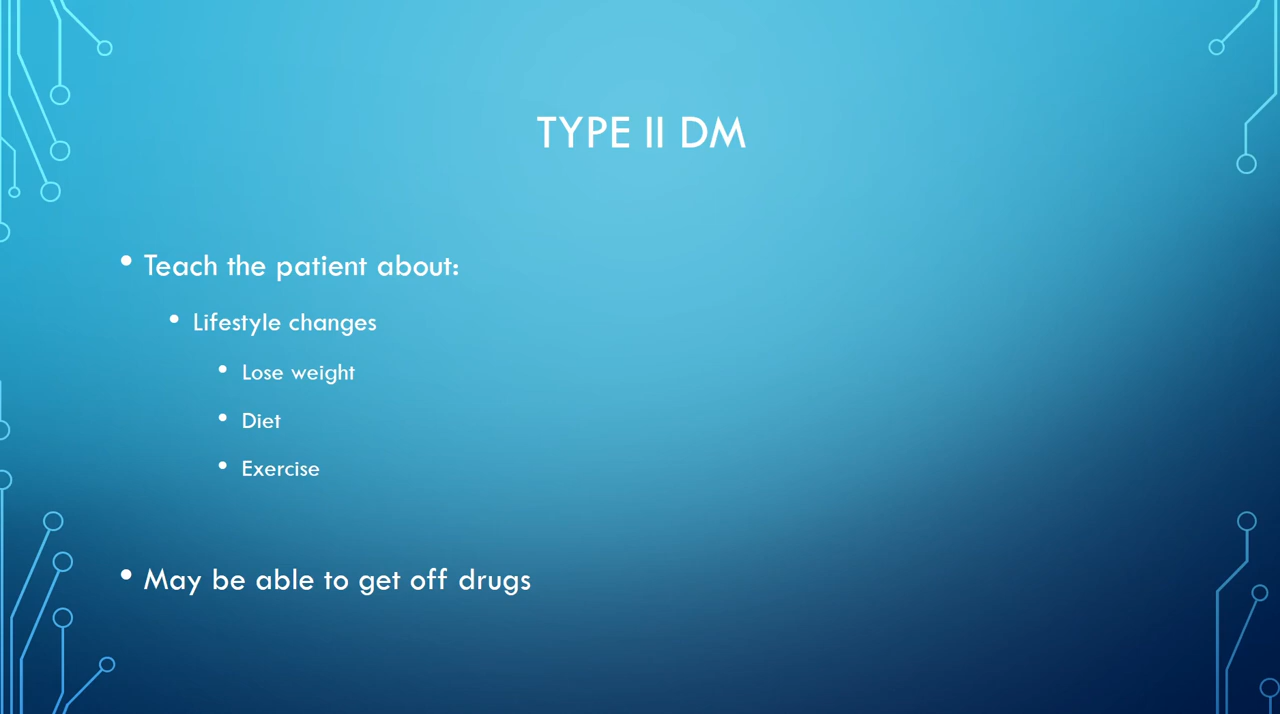 TYPE II DM
• Teach the patient about:
• Lifestyle changes
• Lose weight
• Diet
• Exercise
• May be able to get off drugs